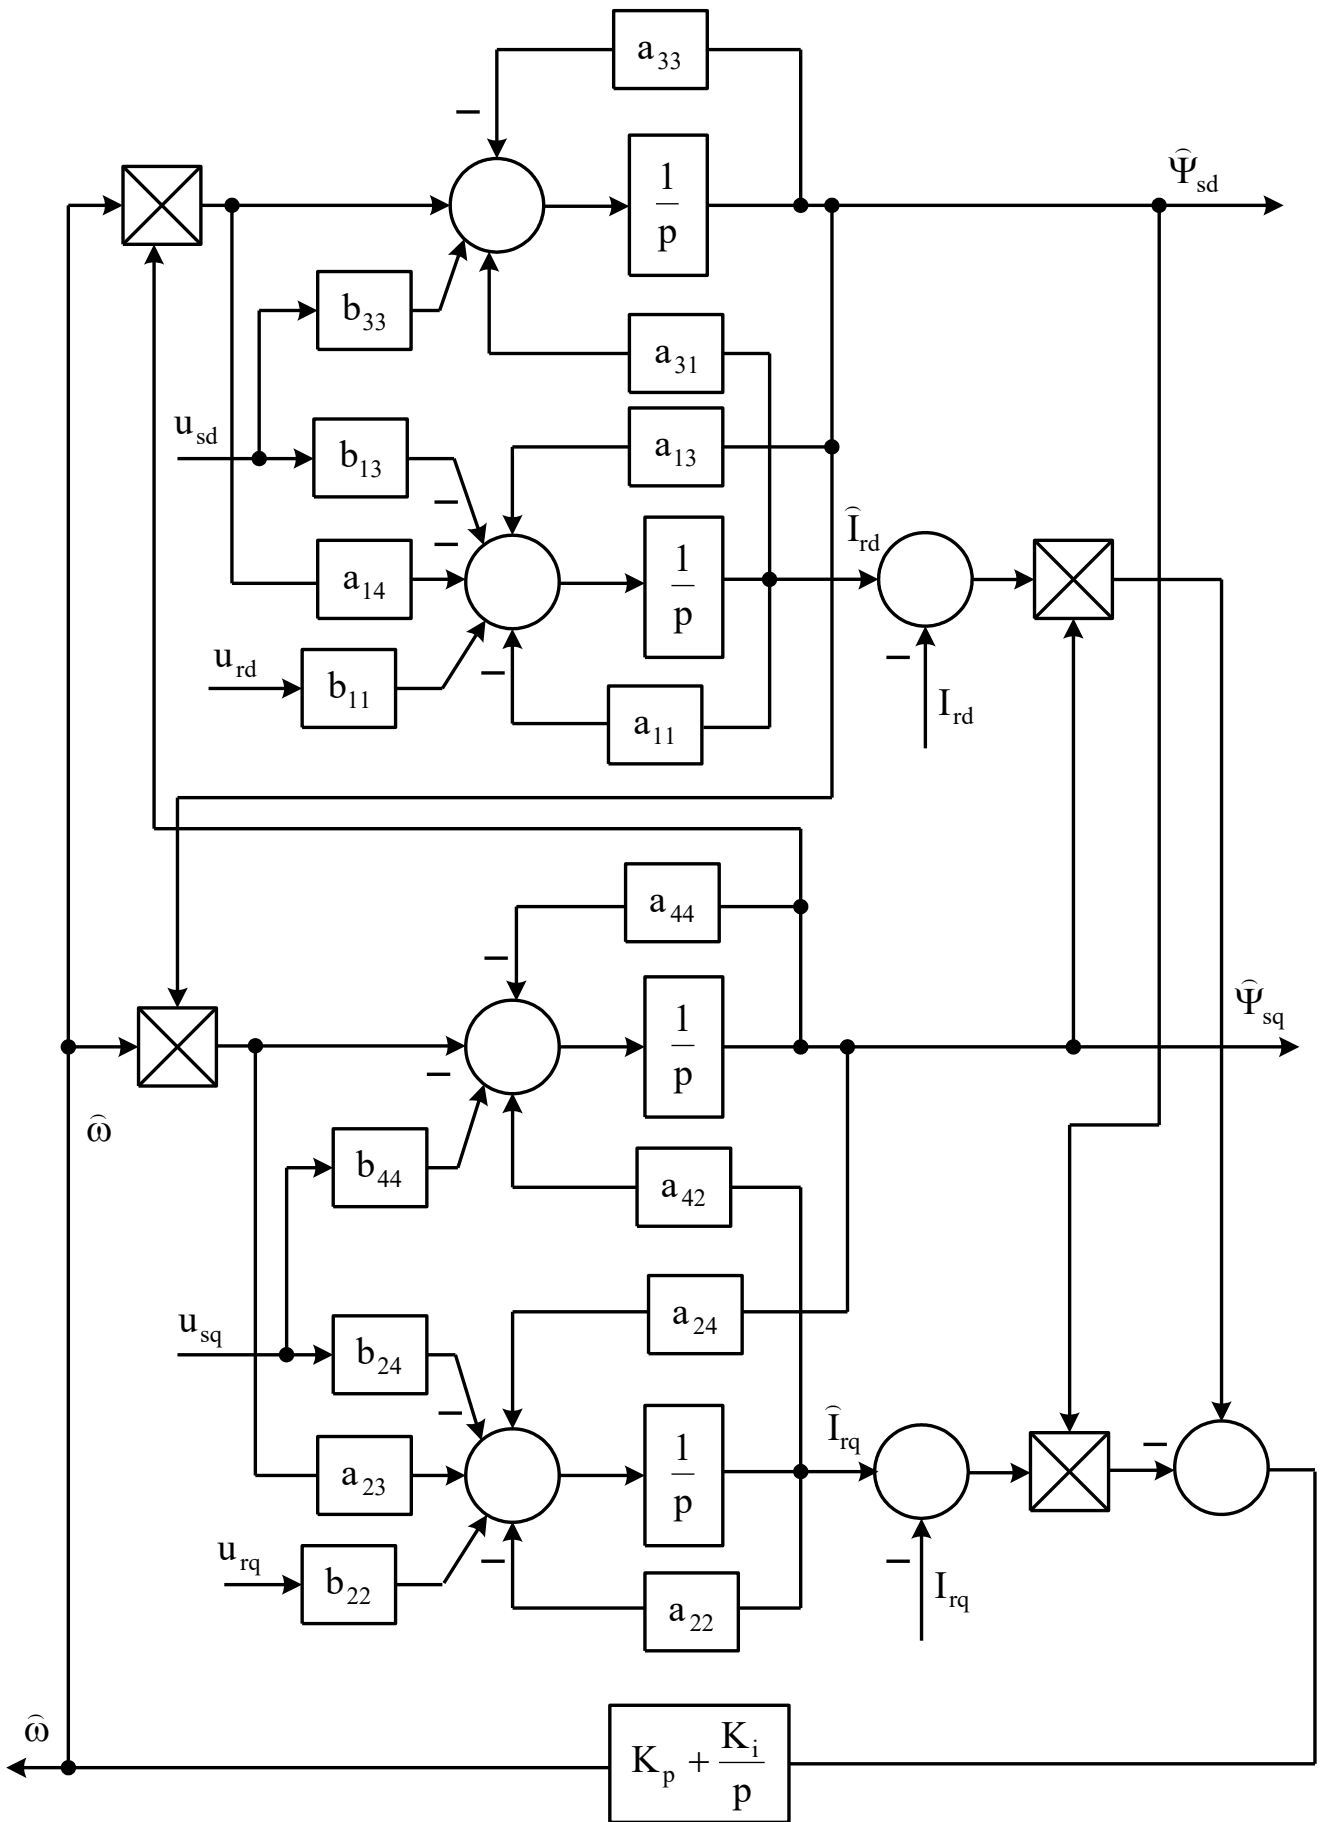 a₃₃
−
Ψ̂sd
1
p
b₃₃
a₃₁
usd
b₁₃
a₁₃
−
−
a₁₄
1
p
Îrd
urd
b₁₁
−
a₁₁
−
Ird
a₄₄
−
1
p
Ψ̂sq
−
ω̂
b₄₄
a₄₂
usq
b₂₄
a₂₄
−
a₂₃
1
p
Îrq
−
urq
b₂₂
−
a₂₂
−
Irq
ω̂
Kp + Ki/p